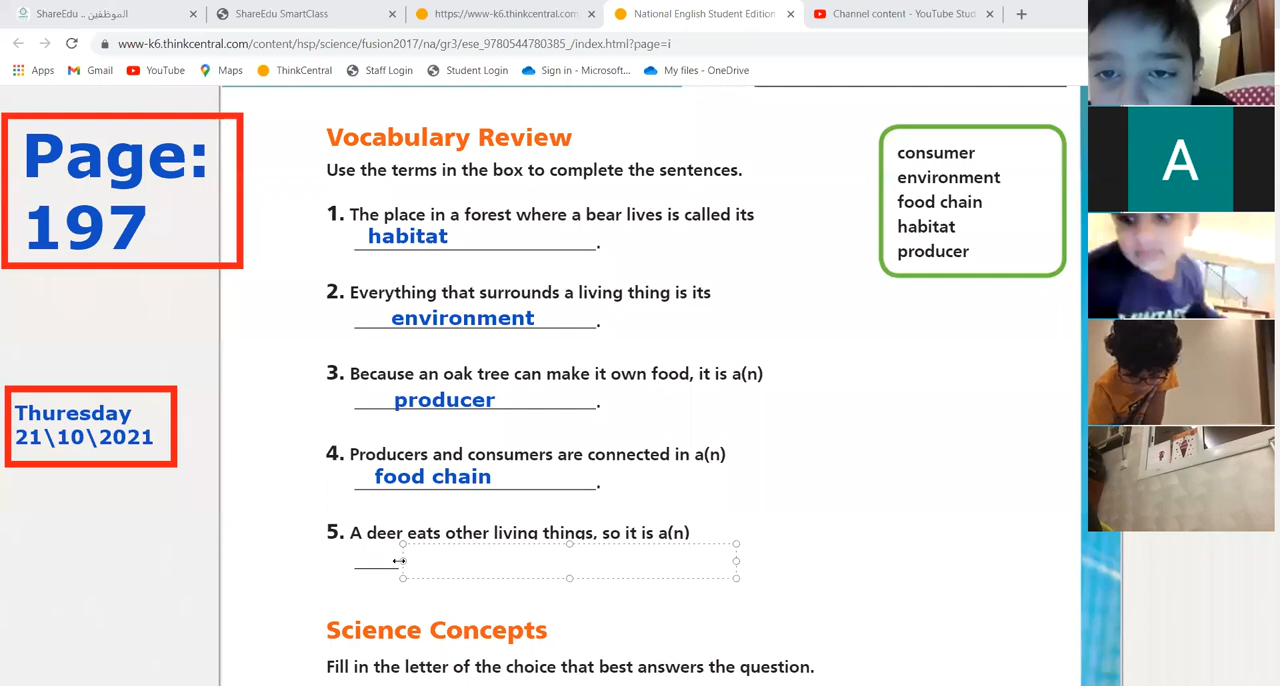 ShareEdu .. الموظفين
ShareEdu SmartClass
https://www-k6.thinkcentral.com
National English Student Edition
Channel content - YouTube Stud
www-k6.thinkcentral.com/content/hsp/science/fusion2017/na/gr3/ese_9780544780385_/index.html?page=i
Apps
Gmail
YouTube
Maps
ThinkCentral
Staff Login
Student Login
Sign in - Microsoft...
My files - OneDrive
Page:
197
Thuresday
21\10\2021
Vocabulary Review
Use the terms in the box to complete the sentences.
1. The place in a forest where a bear lives is called its
habitat.
2. Everything that surrounds a living thing is its
environment.
3. Because an oak tree can make it own food, it is a(n)
producer.
4. Producers and consumers are connected in a(n)
food chain.
5. A deer eats other living things, so it is a(n)
Science Concepts
Fill in the letter of the choice that best answers the question.
consumer
environment
food chain
habitat
producer
A